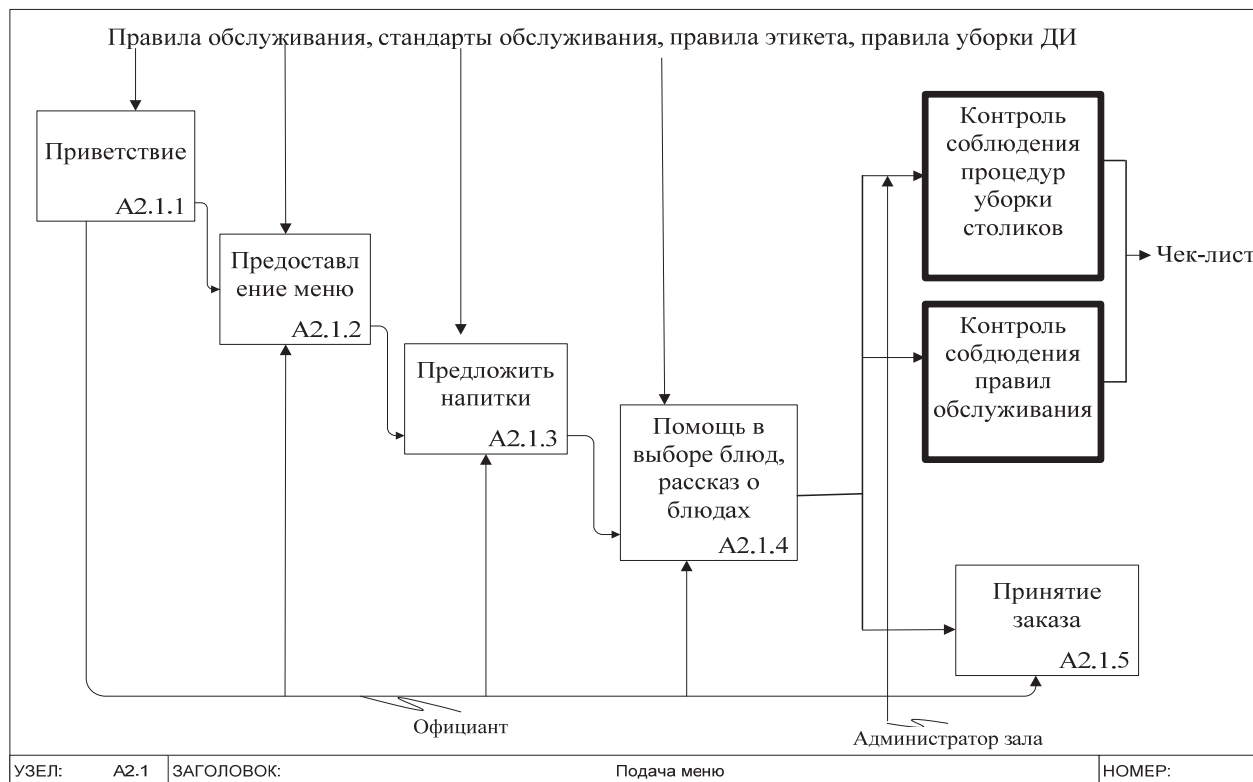 Правила обслуживания, стандарты обслуживания, правила этикета, правила уборки ДИ
Приветствие
A2.1.1
Предоставл
ение меню
A2.1.2
Предложить
напитки
A2.1.3
Помощь в
выборе блюд,
рассказ о
блюдах
A2.1.4
Контроль
соблюдения
процедур
уборки
столиков
Чек-лист
Контроль
собдюдения
правил
обслуживания
Принятие
заказа
A2.1.5
Официант
Администратор зала
УЗЕЛ: A2.1 ЗАГОЛОВОК: Подача меню НОМЕР: